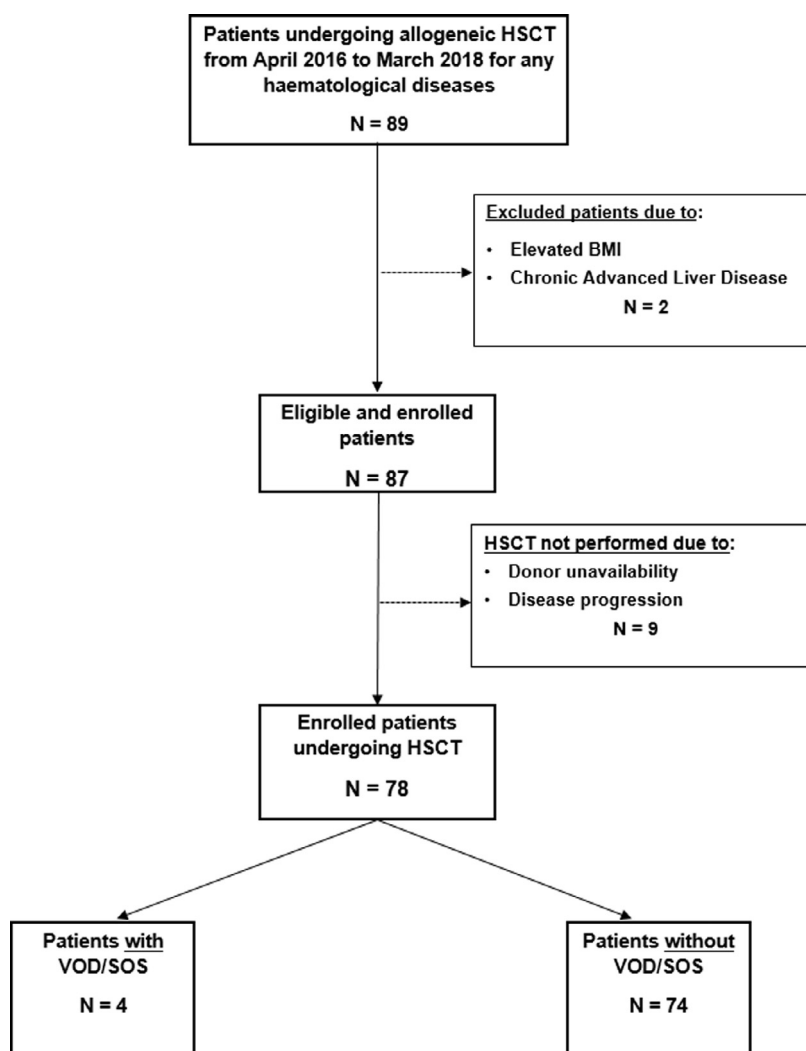 Patients undergoing allogeneic HSCT
from April 2016 to March 2018 for any
haematological diseases
N = 89
Excluded patients due to:
• Elevated BMI
• Chronic Advanced Liver Disease
N = 2
Eligible and enrolled
patients
N = 87
HSCT not performed due to:
• Donor unavailability
• Disease progression
N = 9
Enrolled patients
undergoing HSCT
N = 78
Patients with
VOD/SOS
N = 4
Patients without
VOD/SOS
N = 74